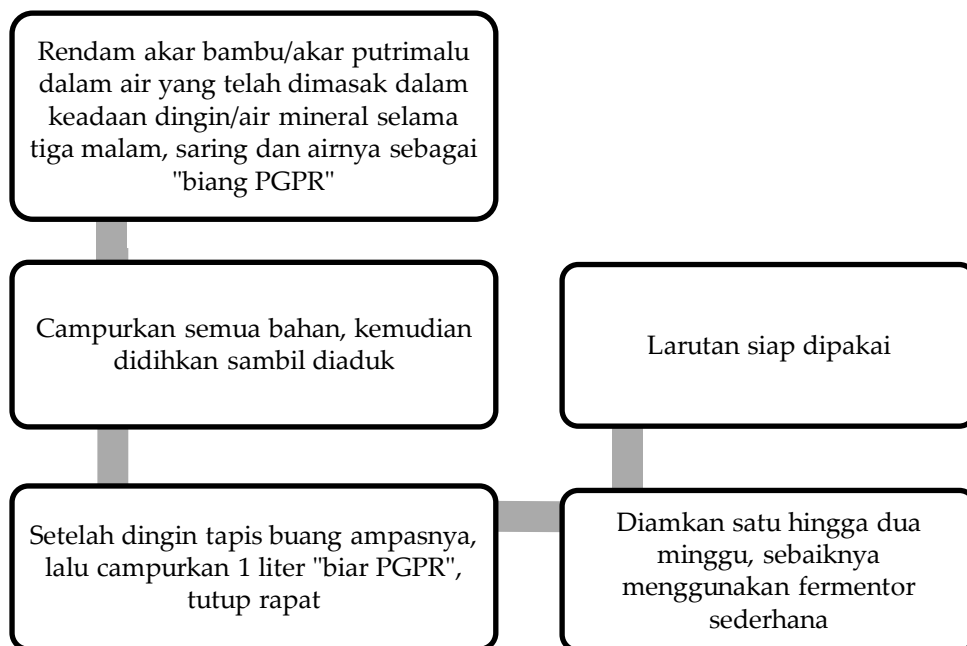 Rendam akar bambu/akar putrimalu
dalam air yang telah dimasak dalam
keadaan dingin/air mineral selama
tiga malam, saring dan airnya sebagai
"biang PGPR"
Campurkan semua bahan, kemudian
didihkan sambil diaduk
Setelah dingin tapis buang ampasnya,
lalu campurkan 1 liter "biar PGPR",
tutup rapat
Diamkan satu hingga dua
minggu, sebaiknya
menggunakan fermentor
sederhana
Larutan siap dipakai